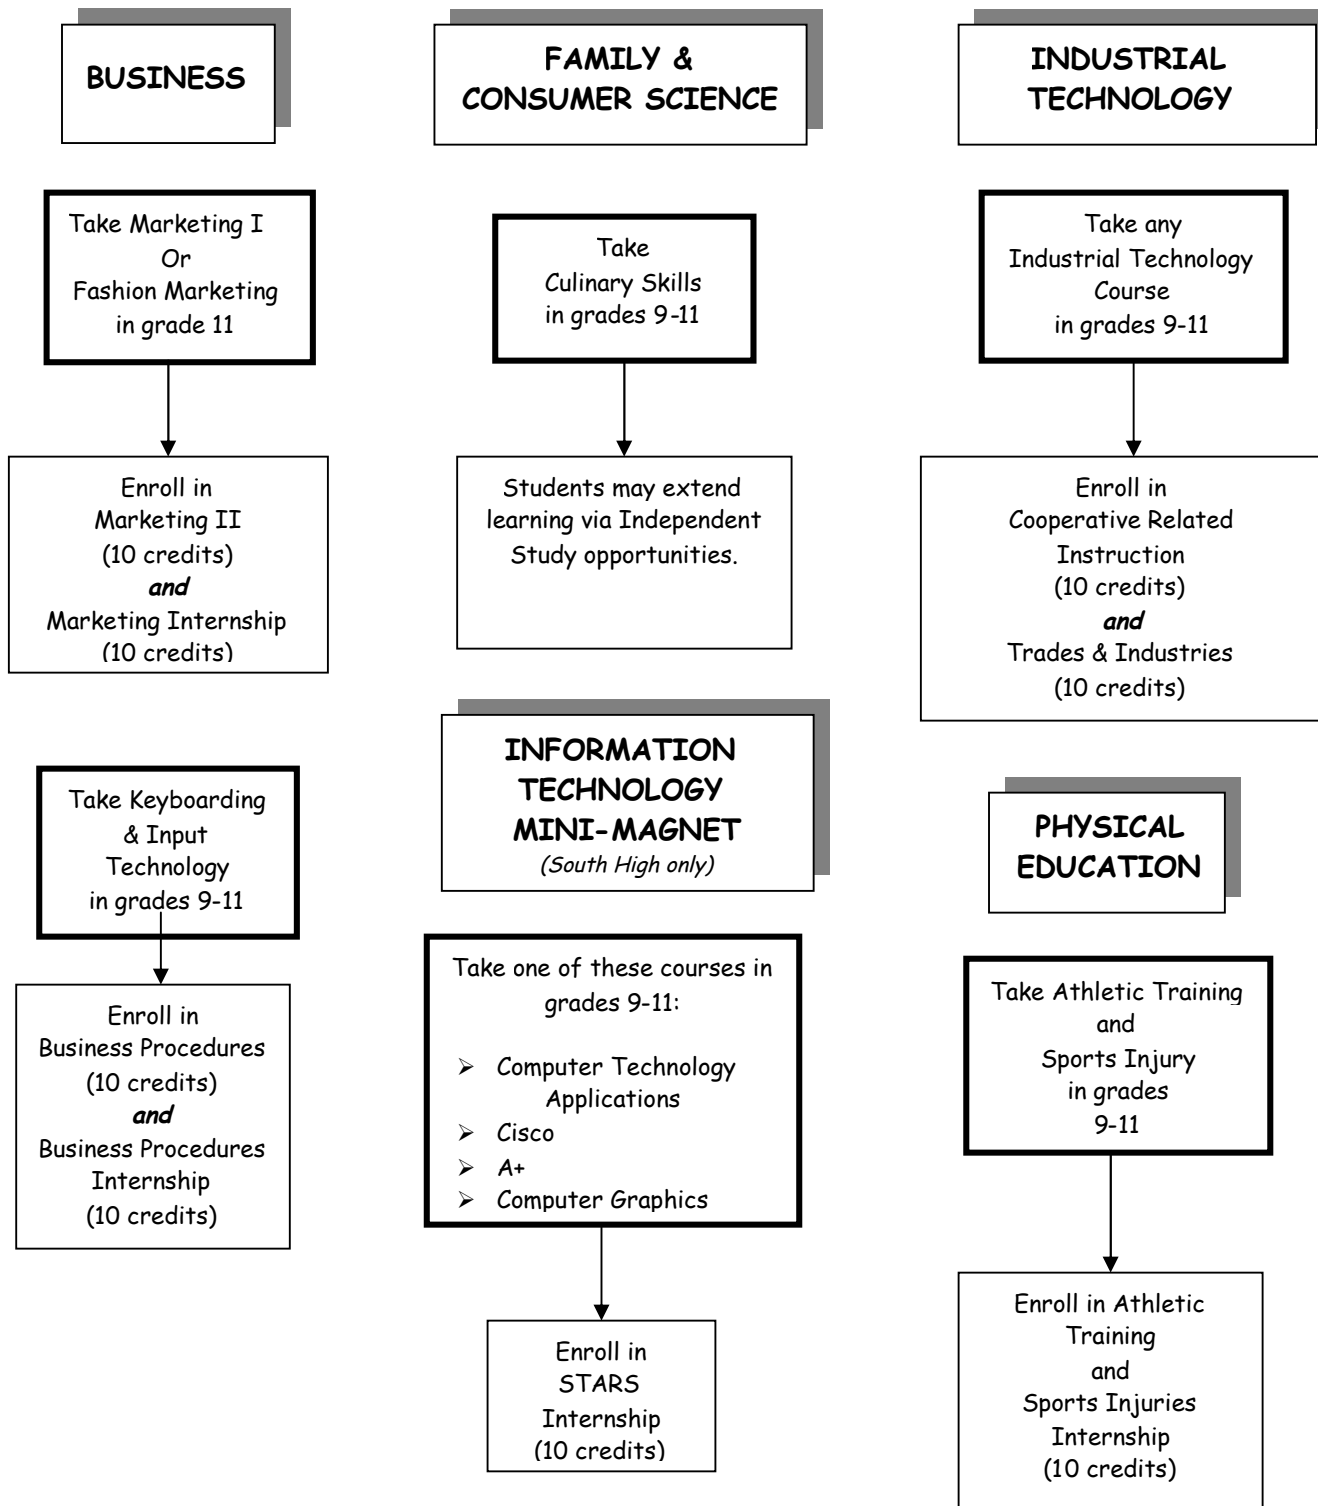 BUSINESS
Take Marketing I
Or
Fashion Marketing
in grade 11
Enroll in
Marketing II
(10 credits)
and
Marketing Internship
(10 credits)
Take Keyboarding
& Input
Technology
in grades 9-11
Enroll in
Business Procedures
(10 credits)
and
Business Procedures
Internship
(10 credits)
FAMILY &
CONSUMER SCIENCE
Take
Culinary Skills
in grades 9-11
Students may extend
learning via Independent
Study opportunities.
INFORMATION
TECHNOLOGY
MINI-MAGNET
(South High only)
Take one of these courses in
grades 9-11:
➢ Computer Technology
Applications
➢ Cisco
➢ A+
➢ Computer Graphics
Enroll in
STARS
Internship
(10 credits)
INDUSTRIAL
TECHNOLOGY
Take any
Industrial Technology
Course
in grades 9-11
Enroll in
Cooperative Related
Instruction
(10 credits)
and
Trades & Industries
(10 credits)
PHYSICAL
EDUCATION
Take Athletic Training
and
Sports Injury
in grades
9-11
Enroll in Athletic
Training
and
Sports Injuries
Internship
(10 credits)